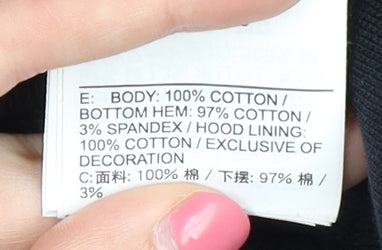 E: BODY: 100% COTTON /
BOTTOM HEM: 97% COTTON /
3% SPANDEX / HOOD LINING:
100% COTTON / EXCLUSIVE OF
DECORATION
C: 面料: 100% 棉 / 下摆: 97% 棉 /
3%